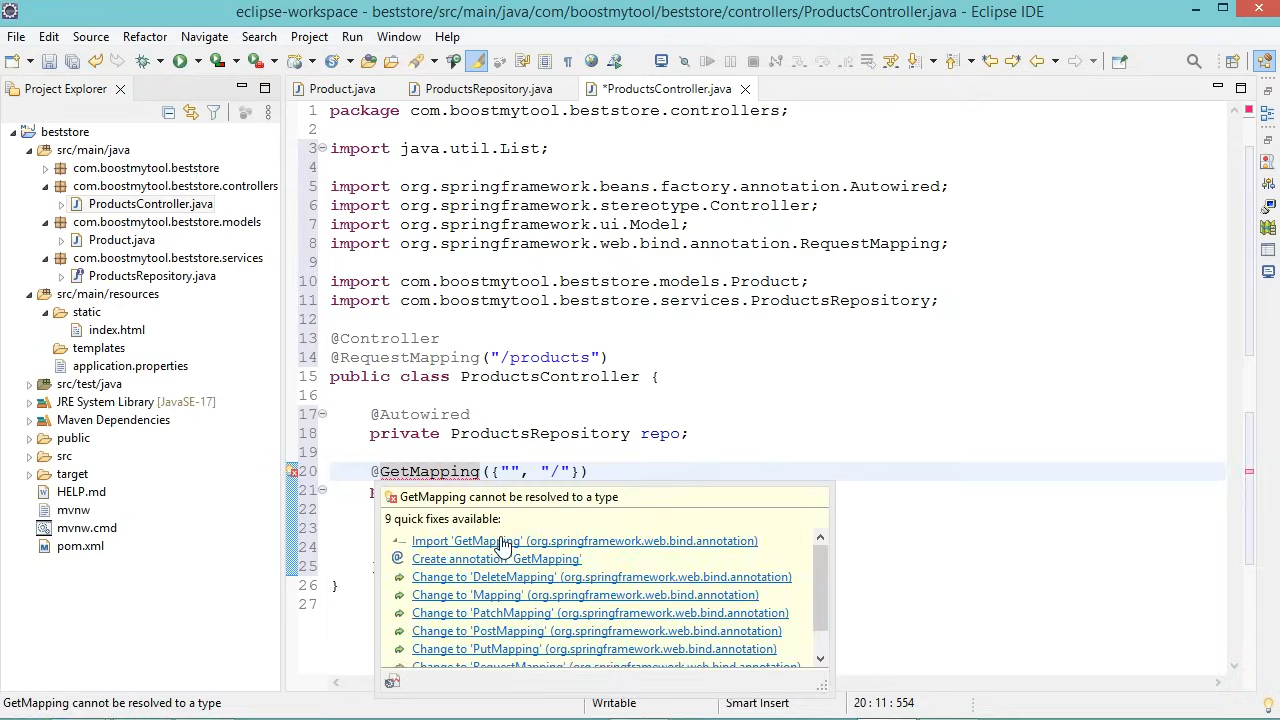 eclipse-workspace - beststore/src/main/java/com/boostmytool/beststore/controllers/ProductsController.java - Eclipse IDE
File Edit Source Refactor Navigate Search Project Run Window Help
Project Explorer
Product.java ProductsRepository.java *ProductsController.java
beststore
src/main/java
com.boostmytool.beststore
com.boostmytool.beststore.controllers
ProductsController.java
com.boostmytool.beststore.models
Product.java
com.boostmytool.beststore.services
ProductsRepository.java
src/main/resources
static
index.html
templates
application.properties
src/test/java
JRE System Library [JavaSE-17]
Maven Dependencies
public
src
target
HELP.md
mvnw
mvnw.cmd
pom.xml
1 package com.boostmytool.beststore.controllers;
2
3 import java.util.List;
4
5 import org.springframework.beans.factory.annotation.Autowired;
6 import org.springframework.stereotype.Controller;
7 import org.springframework.ui.Model;
8 import org.springframework.web.bind.annotation.RequestMapping;
9
10 import com.boostmytool.beststore.models.Product;
11 import com.boostmytool.beststore.services.ProductsRepository;
12
13 @Controller
14 @RequestMapping("/products")
15 public class ProductsController {
16
17 @Autowired
18 private ProductsRepository repo;
19
20 @GetMapping({"", "/"})
21
22
23
24
25
26 }
27
GetMapping cannot be resolved to a type
9 quick fixes available:
Import 'GetMapping' (org.springframework.web.bind.annotation)
Create annotation 'GetMapping'
Change to 'DeleteMapping' (org.springframework.web.bind.annotation)
Change to 'Mapping' (org.springframework.web.bind.annotation)
Change to 'PatchMapping' (org.springframework.web.bind.annotation)
Change to 'PostMapping' (org.springframework.web.bind.annotation)
Change to 'PutMapping' (org.springframework.web.bind.annotation)
Change to 'RequestMapping' (org.springframework.web.bind.annotation)
GetMapping cannot be resolved to a type Writable Smart Insert 20 : 11 : 554